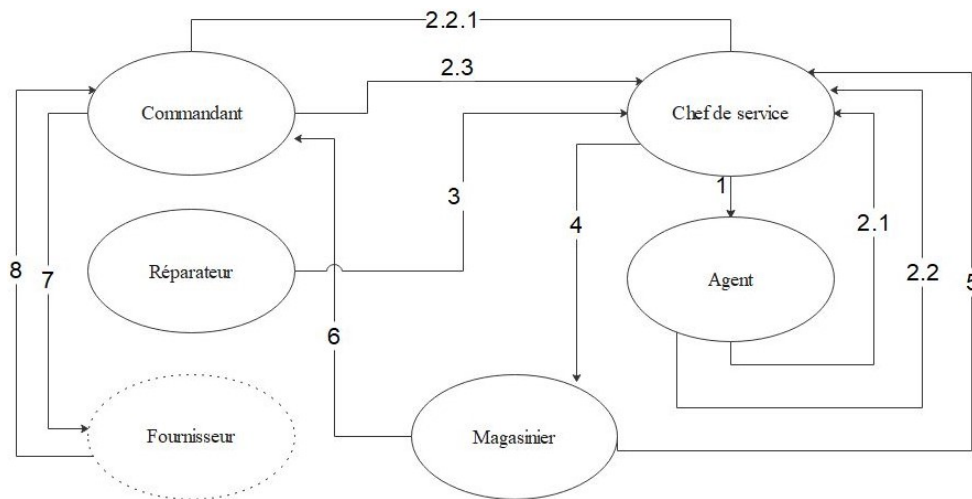 2.2.1
2.3
Commandant
Chef de service
1
3
4
2.1
Réparateur
Agent
8
7
2.2
5
6
Fournisseur
Magasinier